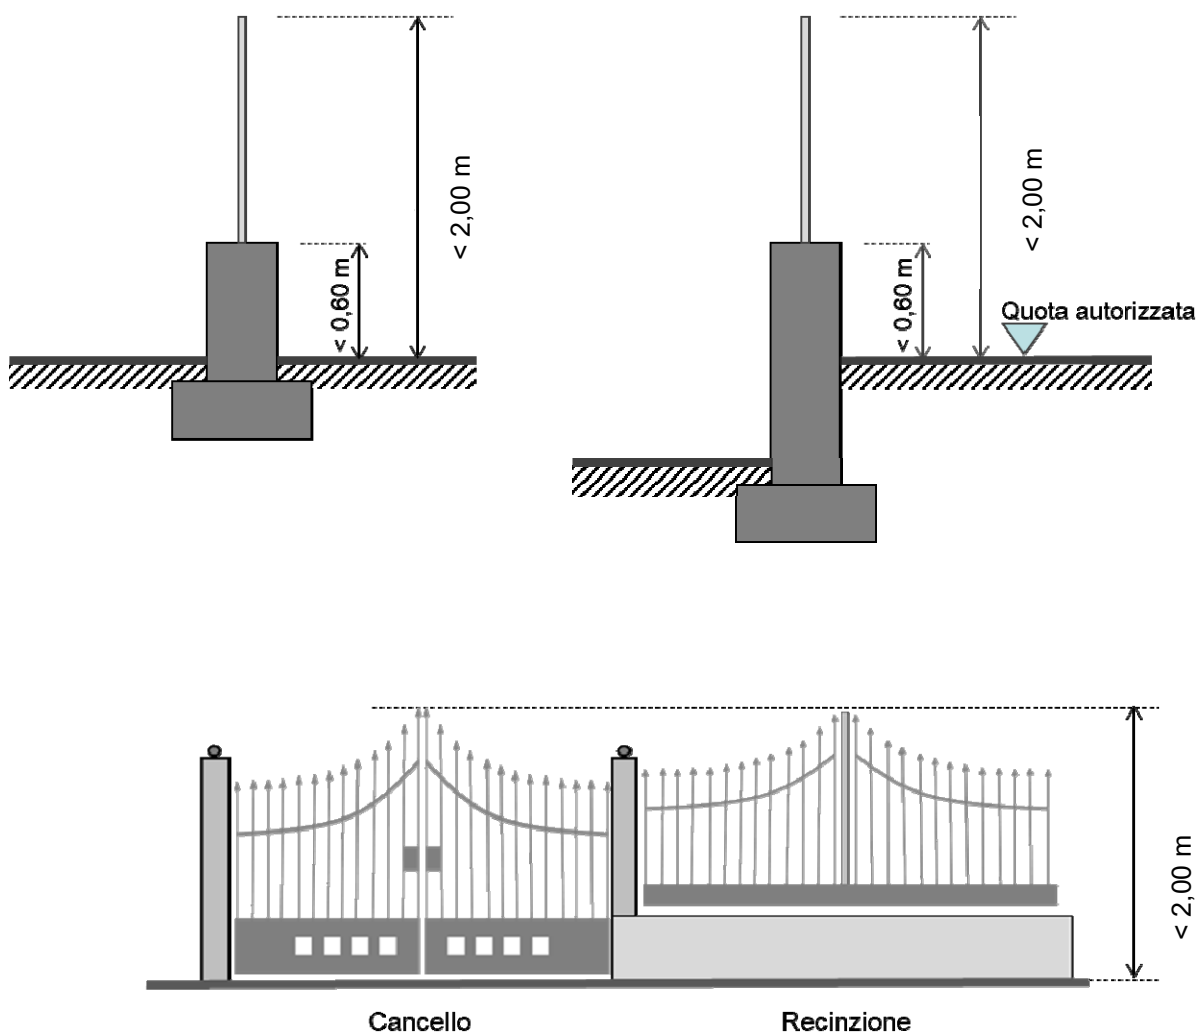 < 2,00 m
< 0,60 m
< 2,00 m
< 0,60 m
Quota autorizzata
< 2,00 m
Cancello
Recinzione